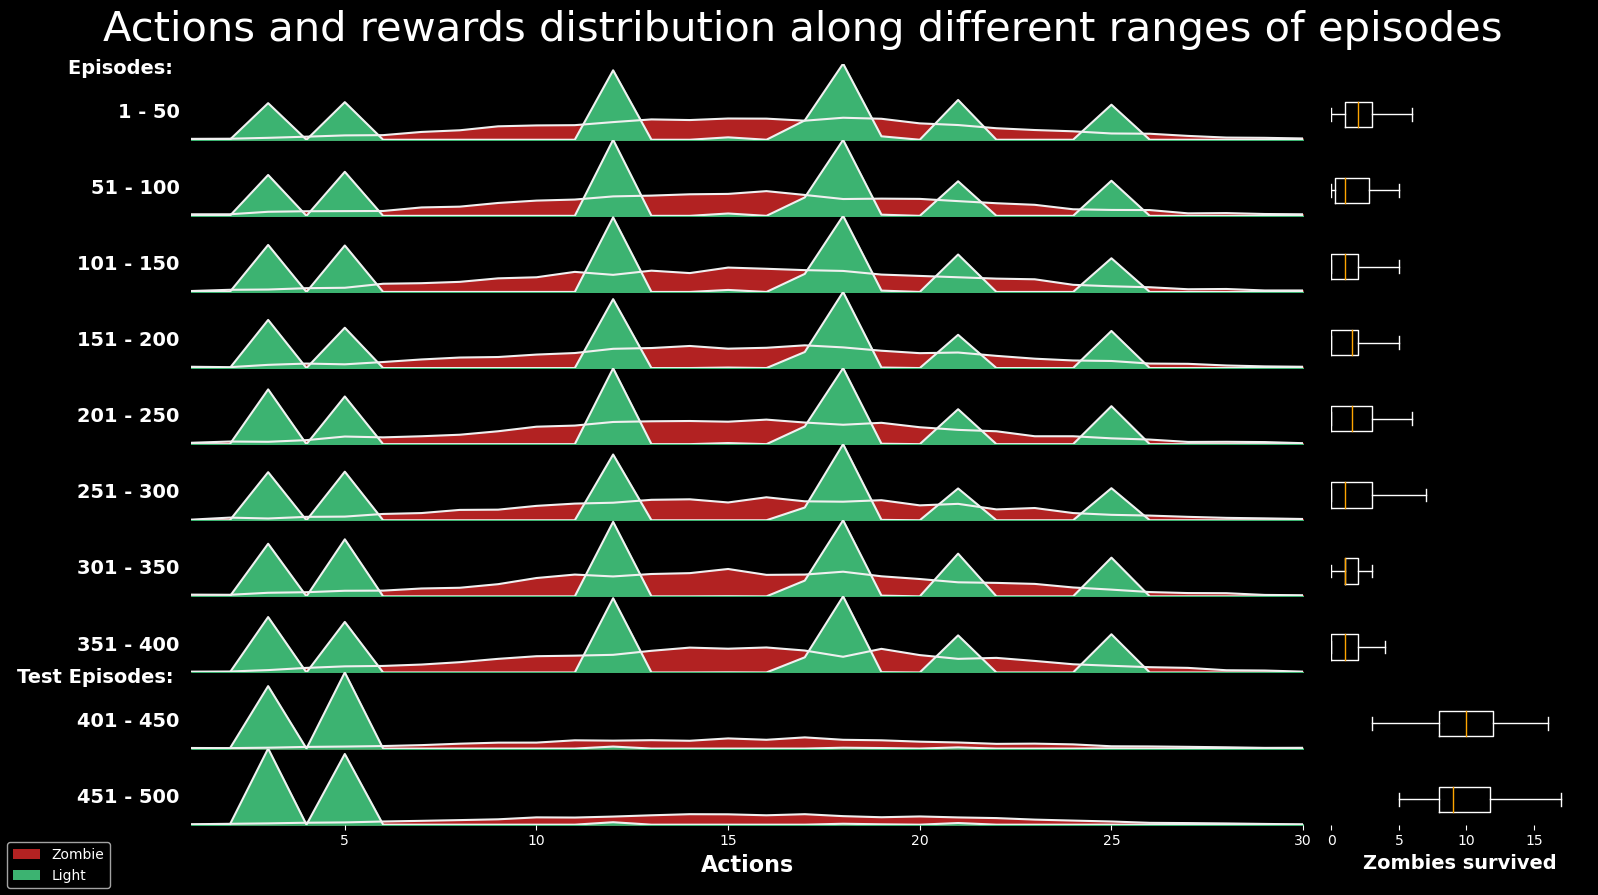 Actions and rewards distribution along different ranges of episodes
Episodes:
1 - 50
51 - 100
101 - 150
151 - 200
201 - 250
251 - 300
301 - 350
351 - 400
Test Episodes:
401 - 450
451 - 500
5 10 15 20 25 30
0 5 10 15
Actions
Zombies survived
Zombie
Light